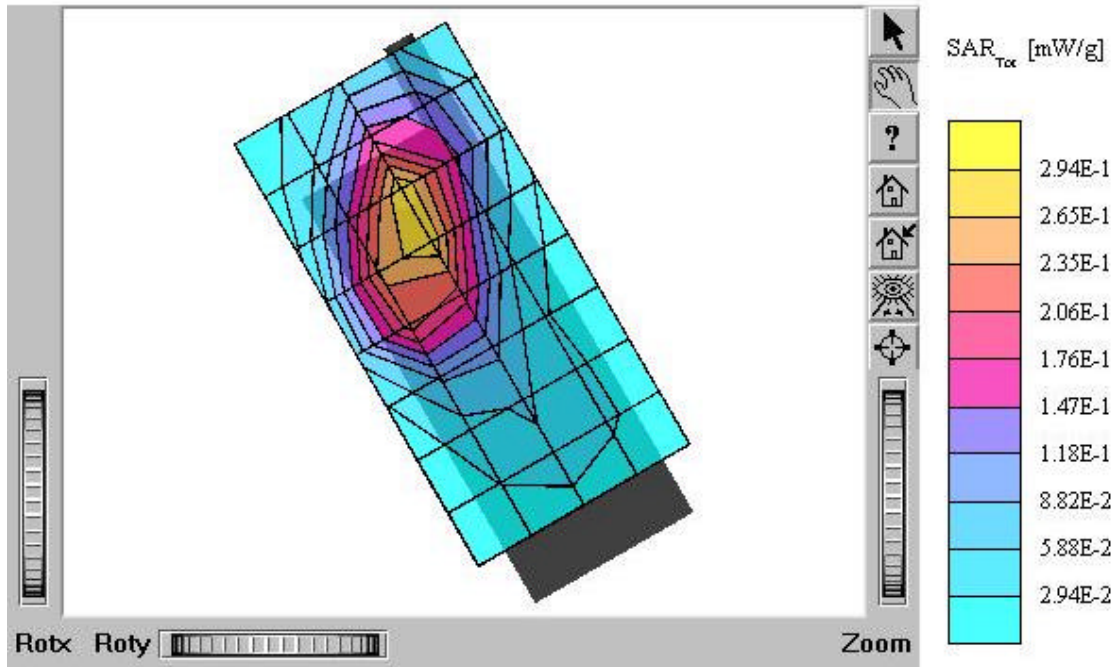 SAR_Tot [mW/g]
?
2.94E-1
2.65E-1
2.35E-1
2.06E-1
1.76E-1
1.47E-1
1.18E-1
8.82E-2
5.88E-2
2.94E-2
Rotx Roty Zoom